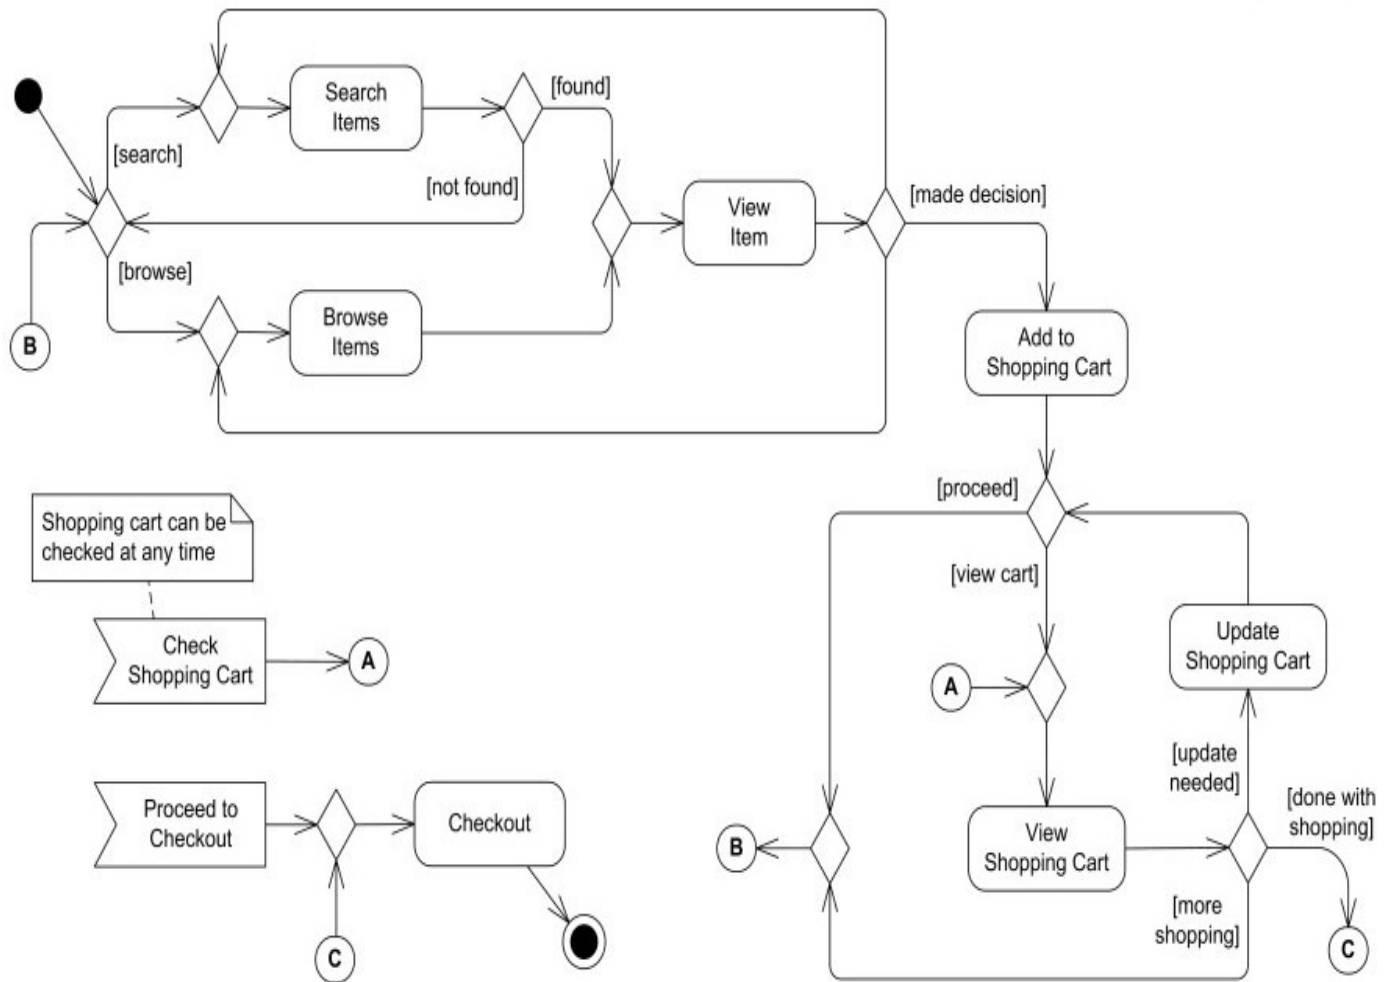 Search
Items
[found]
[search]
[not found]
View
Item
[made decision]
[browse]
B
Browse
Items
Add to
Shopping Cart
[proceed]
Shopping cart can be
checked at any time
[view cart]
Check
Shopping Cart
A
Update
Shopping Cart
A
[update
needed]
[done with
shopping]
Proceed to
Checkout
Checkout
B
View
Shopping Cart
[more
shopping]
C
C